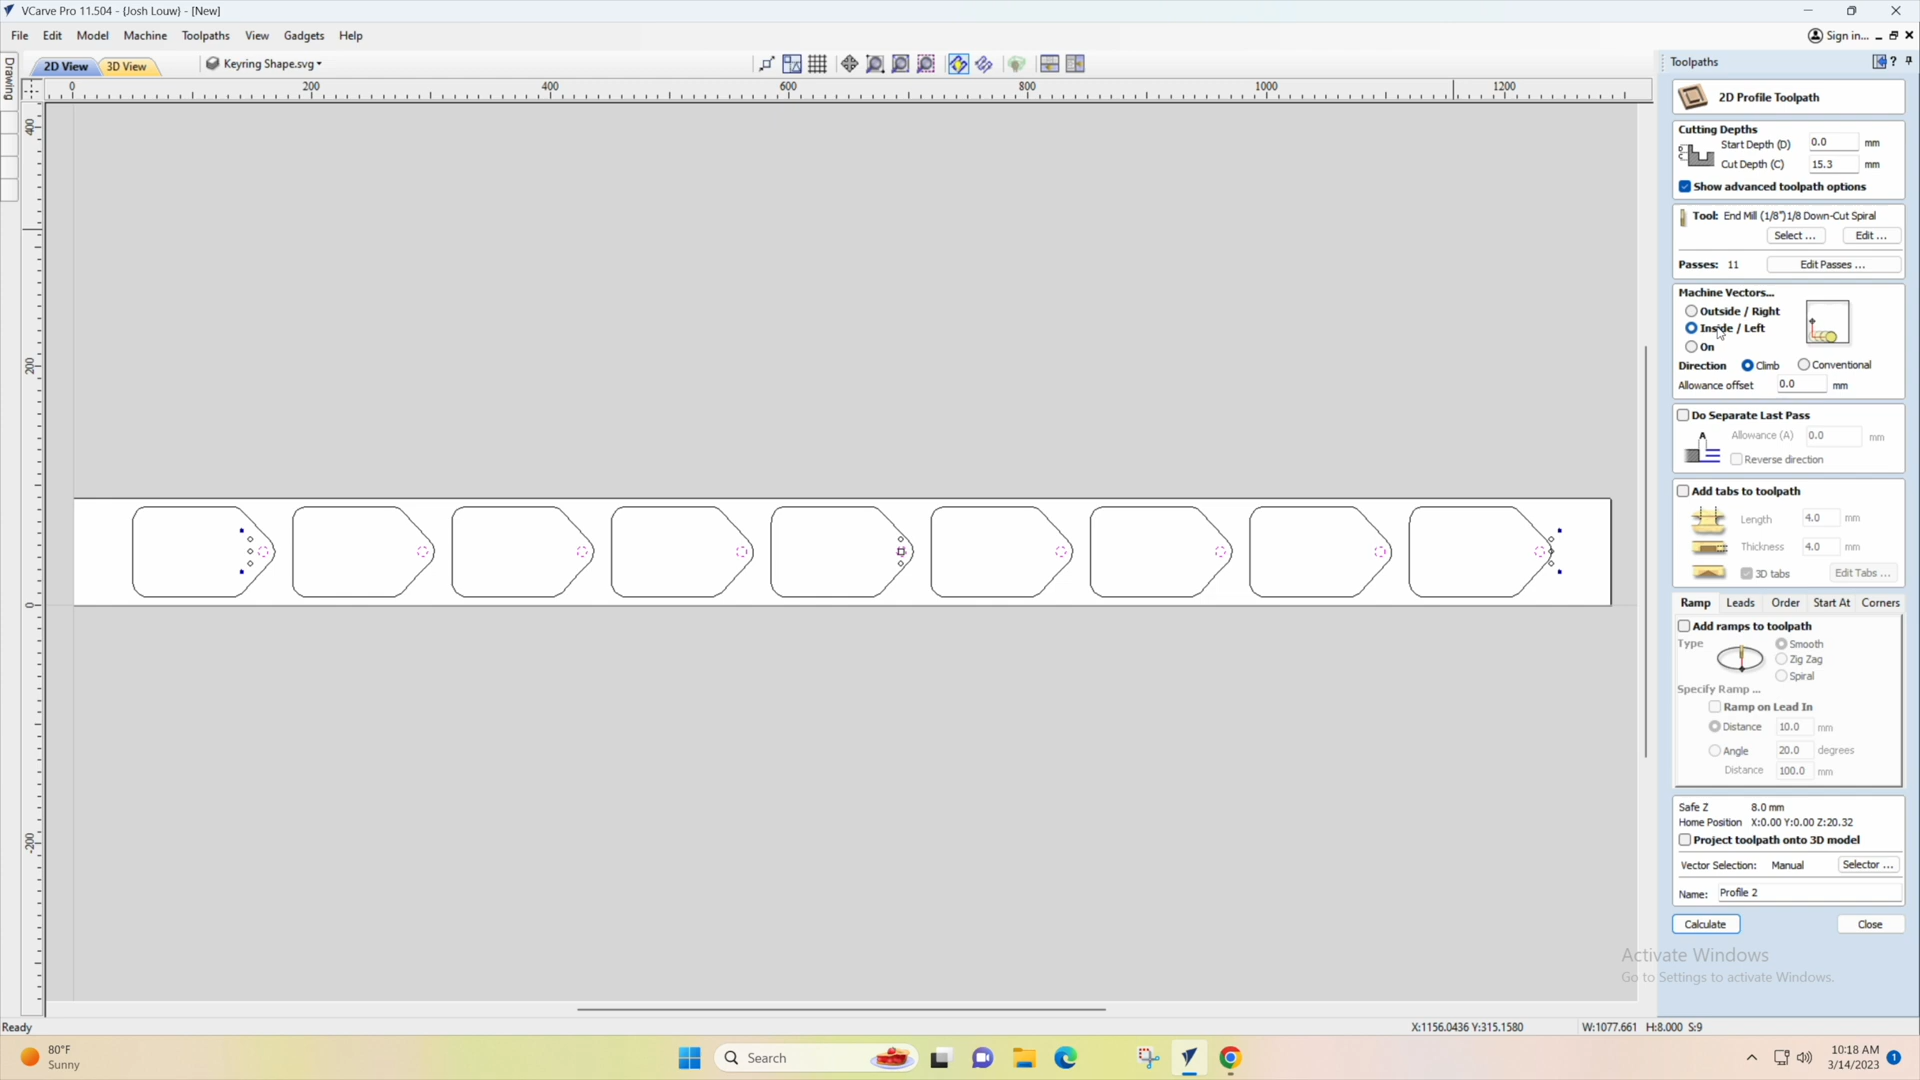 VCarve Pro 11.504 - {Josh Louw} - [New]
File Edit Model Machine Toolpaths View Gadgets Help
Sign in...
Drawing
2D View 3D View Keyring Shape.svg
0 200 400 600 800 1000 1200
400
200
0
-200
Toolpaths
2D Profile Toolpath
Cutting Depths
Start Depth (D) 0.0 mm
Cut Depth (C) 15.3 mm
Show advanced toolpath options
Tool: End Mill (1/8")1/8 Down-Cut Spiral
Select ... Edit ...
Passes: 11 Edit Passes ...
Machine Vectors...
Outside / Right
Inside / Left
On
Direction Climb Conventional
Allowance offset 0.0 mm
Do Separate Last Pass
A Allowance (A) 0.0 mm
Reverse direction
Add tabs to toolpath
Length 4.0 mm
Thickness 4.0 mm
3D tabs Edit Tabs ...
Ramp Leads Order Start At Corners
Add ramps to toolpath
Type Smooth
Zig Zag
Spiral
Specify Ramp ...
Ramp on Lead In
Distance 10.0 mm
Angle 20.0 degrees
Distance 100.0 mm
Safe Z 8.0 mm
Home Position X:0.00 Y:0.00 Z:20.32
Project toolpath onto 3D model
Vector Selection: Manual Selector ...
Name: Profile 2
Calculate Close
Activate Windows
Go to Settings to activate Windows.
Ready X:1156.0436 Y:315.1580 W:1077.661 H:8.000 S:9
80°F
Sunny
Search
10:18 AM
3/14/2023
1